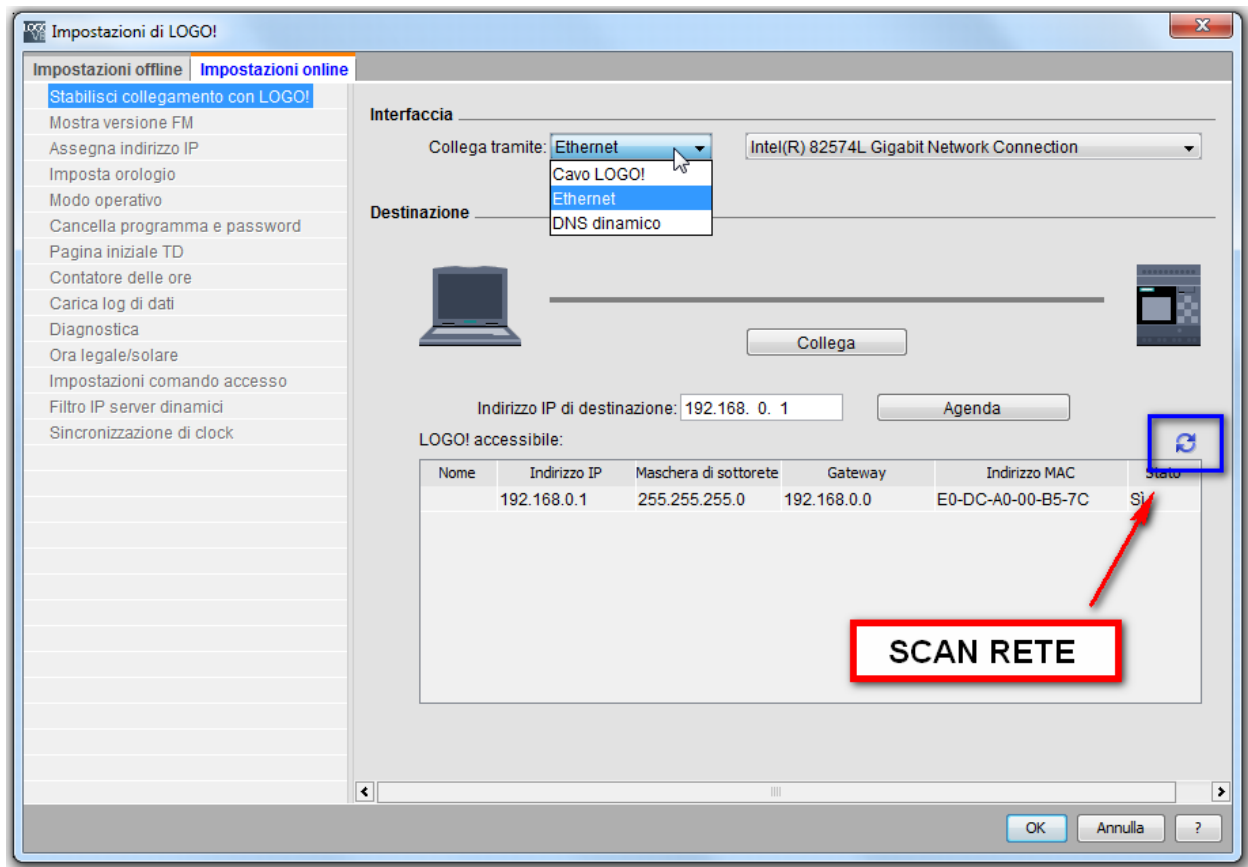 Impostazioni di LOGO!
Impostazioni offline
Impostazioni online
Stabilisci collegamento con LOGO!
Mostra versione FM
Assegna indirizzo IP
Imposta orologio
Modo operativo
Cancella programma e password
Pagina iniziale TD
Contatore delle ore
Carica log di dati
Diagnostica
Ora legale/solare
Impostazioni comando accesso
Filtro IP server dinamici
Sincronizzazione di clock
Interfaccia
Collega tramite: Ethernet
Intel(R) 82574L Gigabit Network Connection
Cavo LOGO!
Ethernet
DNS dinamico
Destinazione
Collega
Indirizzo IP di destinazione: 192.168. 0. 1
Agenda
LOGO! accessibile:
Nome Indirizzo IP Maschera di sottorete Gateway Indirizzo MAC Stato
192.168.0.1 255.255.255.0 192.168.0.0 E0-DC-A0-00-B5-7C Sì
SCAN RETE
OK Annulla ?